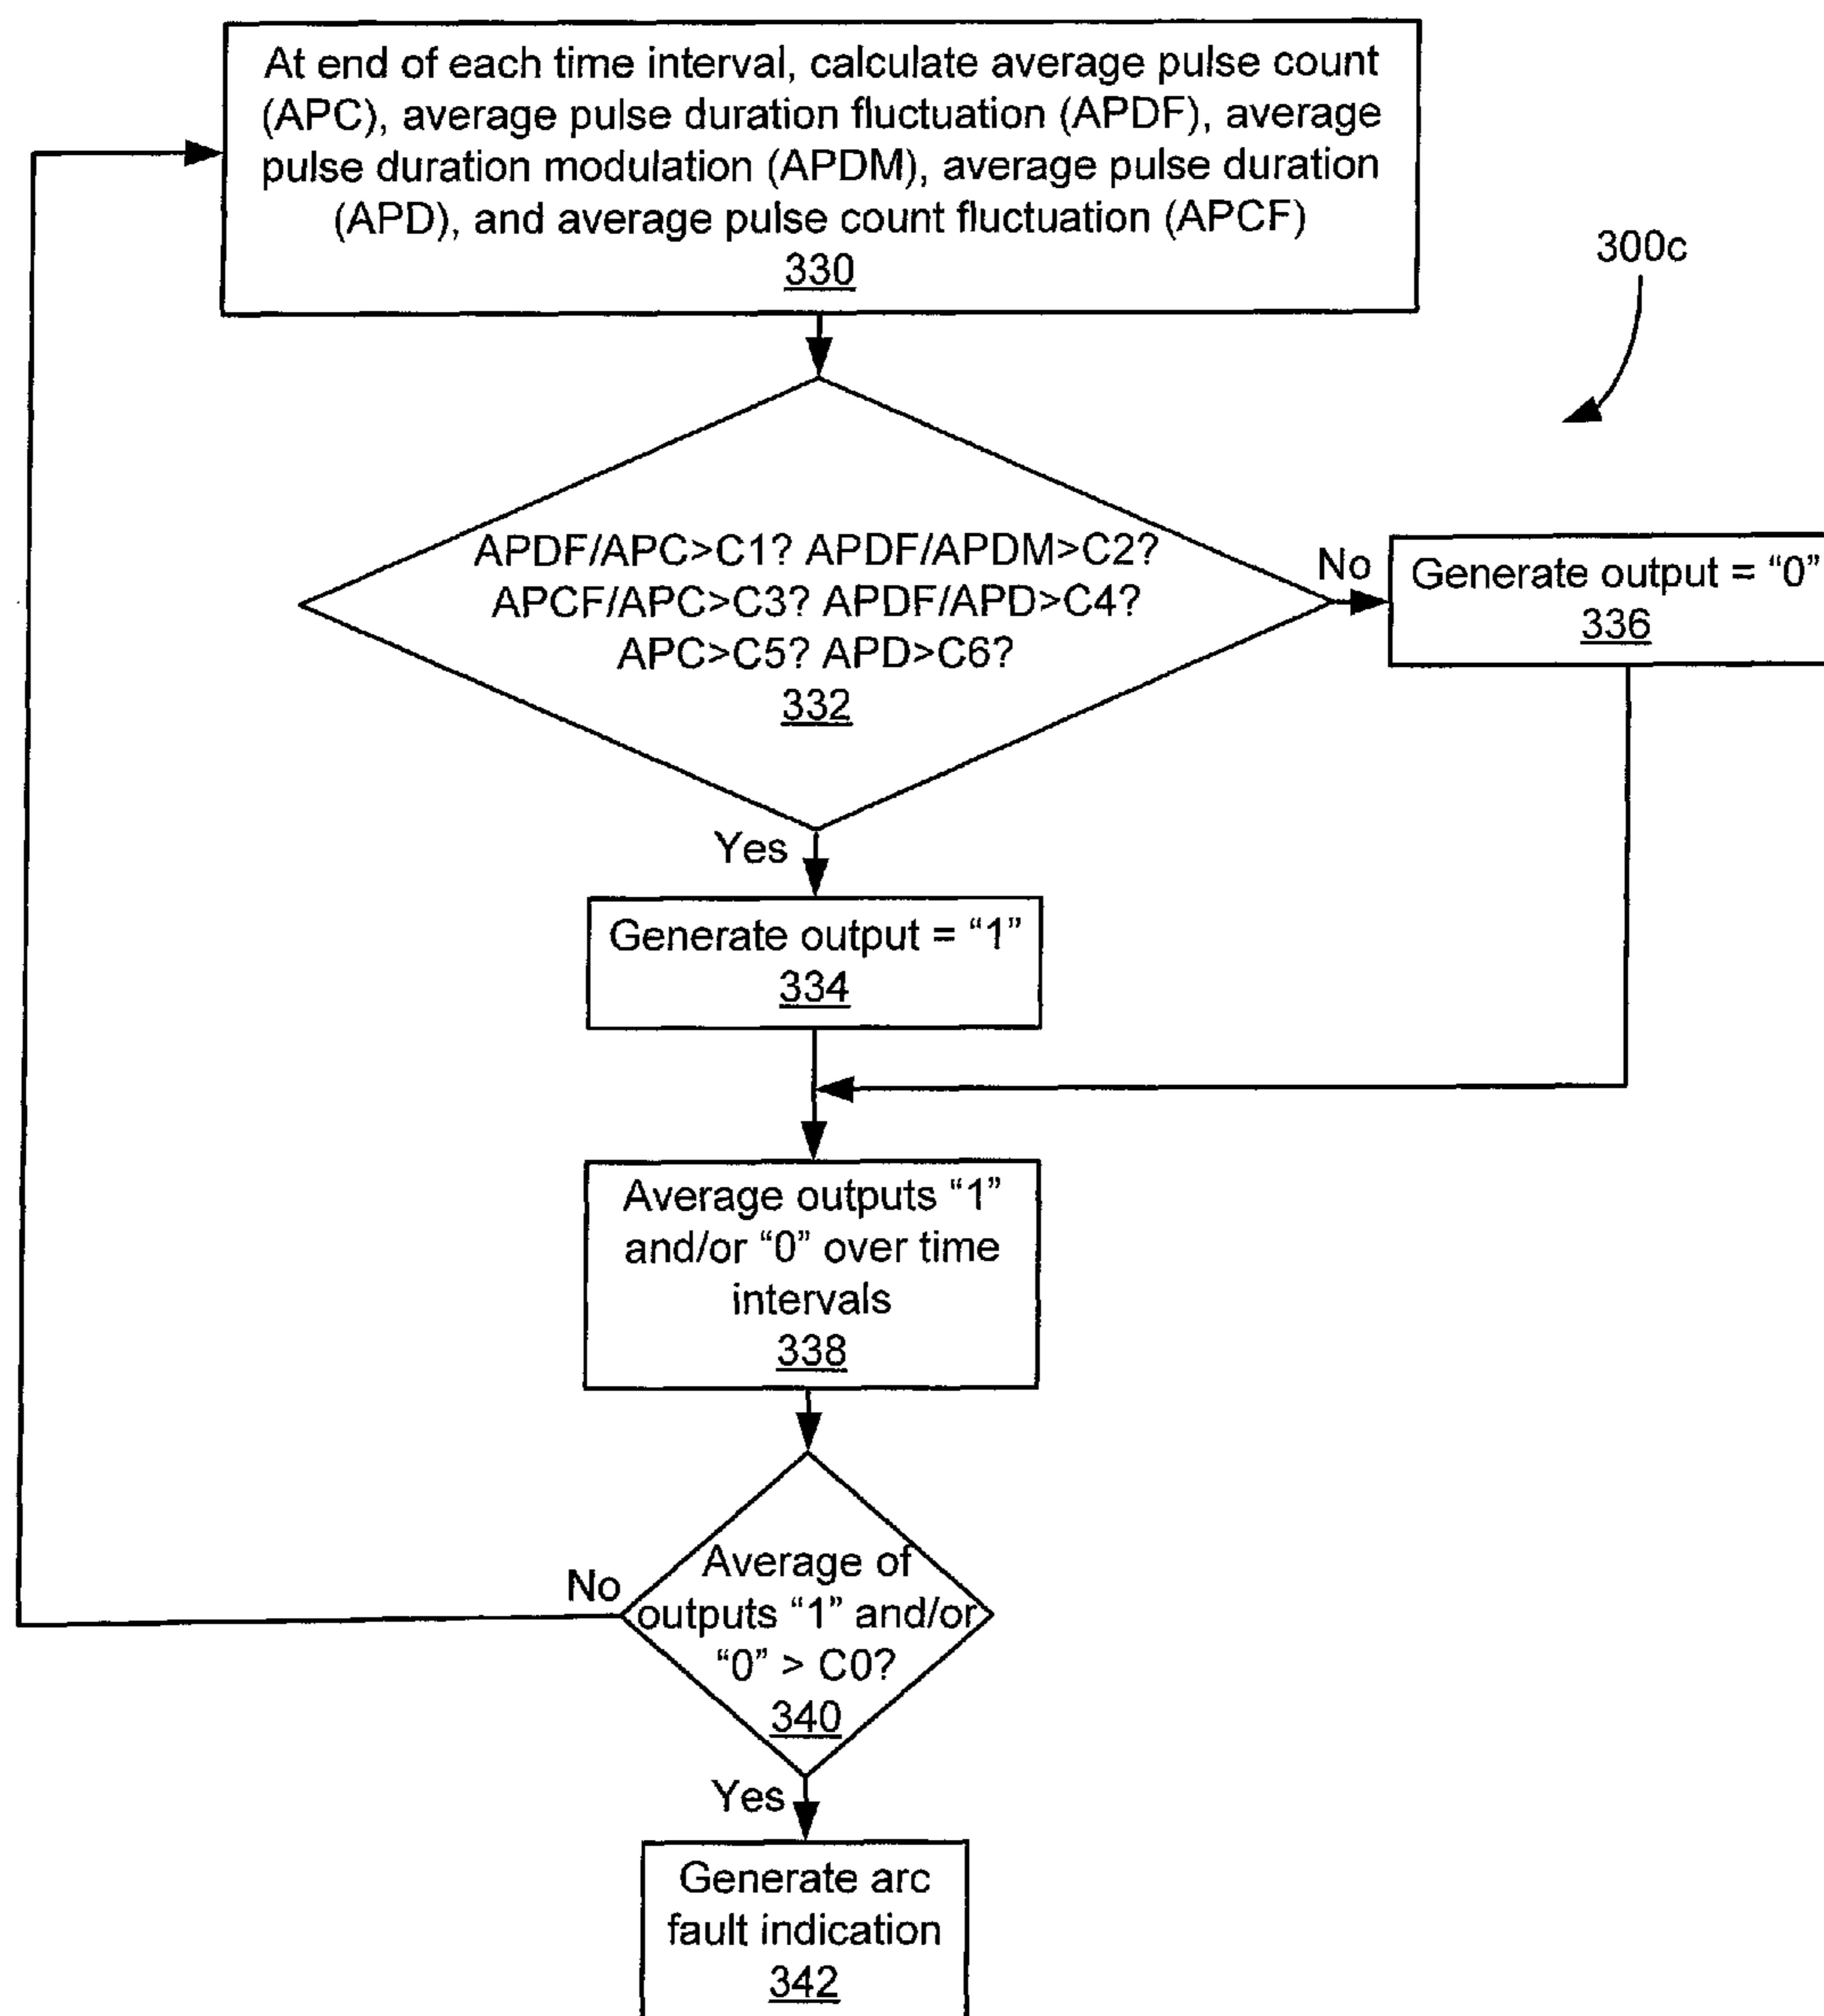 At end of each time interval, calculate average pulse count
(APC), average pulse duration fluctuation (APDF), average
pulse duration modulation (APDM), average pulse duration
(APD), and average pulse count fluctuation (APCF)
330
300c
APDF/APC>C1? APDF/APDM>C2?
APCF/APC>C3? APDF/APD>C4?
APC>C5? APD>C6?
332
No
Generate output = “0”
336
Yes
Generate output = “1”
334
Average outputs “1”
and/or “0” over time
intervals
338
No
Average of
outputs “1” and/or
“0” > C0?
340
Yes
Generate arc
fault indication
342